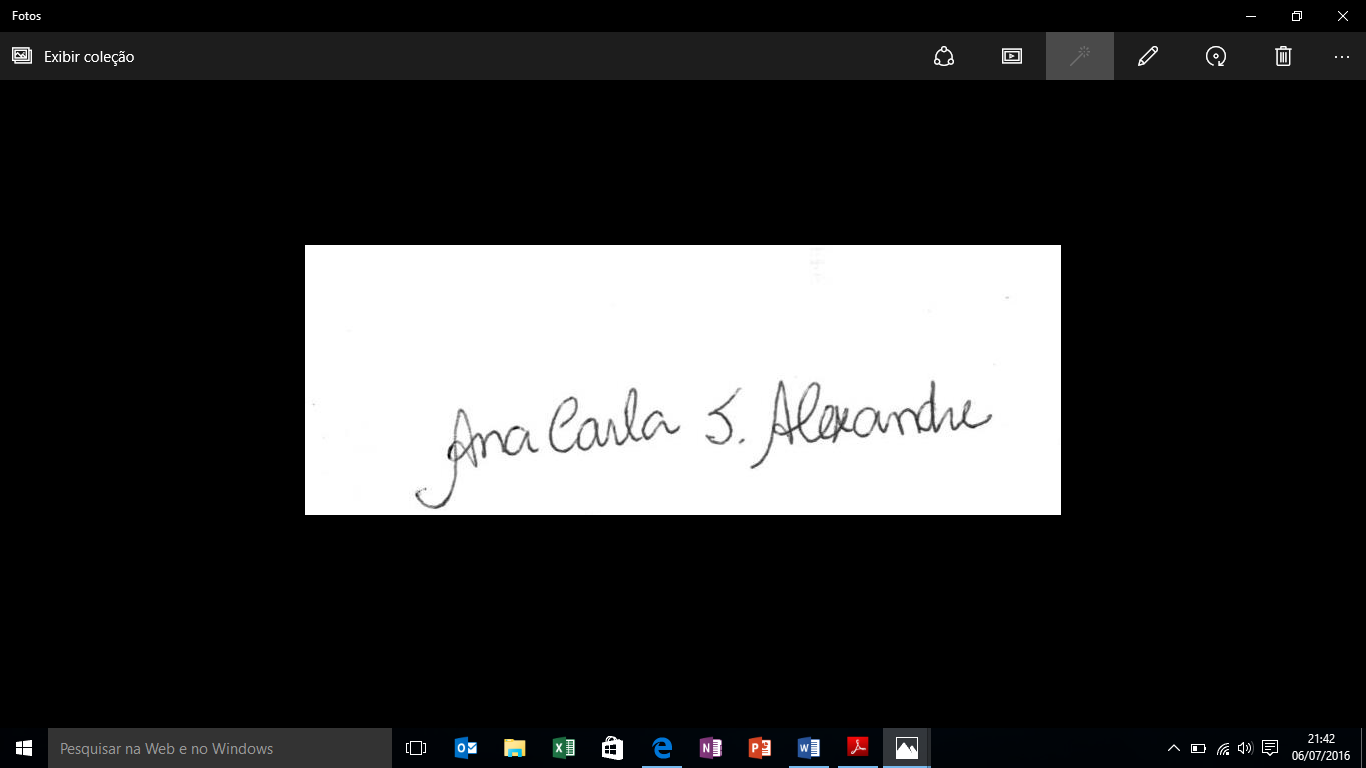 Fotos
Exibir coleção
Ana Carla S. Alexandre
Pesquisar na Web e no Windows
21:42
06/07/2016